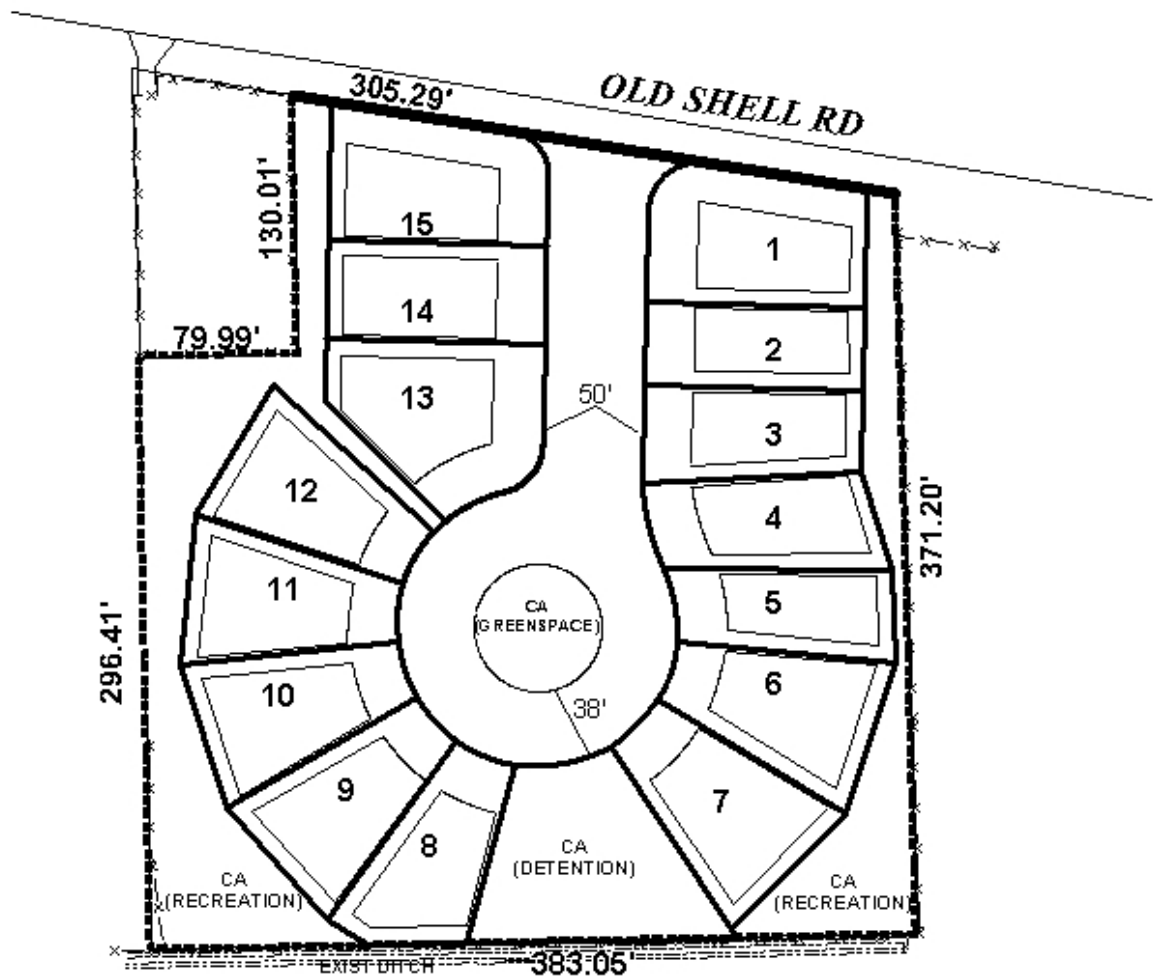 305.29'
OLD SHELL RD
130.01'
15
1
14
2
79.99'
13
50'
3
12
4
371.20'
11
5
CA
(GREENSPACE)
296.41'
10
6
38'
9
7
8
CA
(DETENTION)
CA
(RECREATION)
CA
(RECREATION)
EXIST DITCH
383.05'